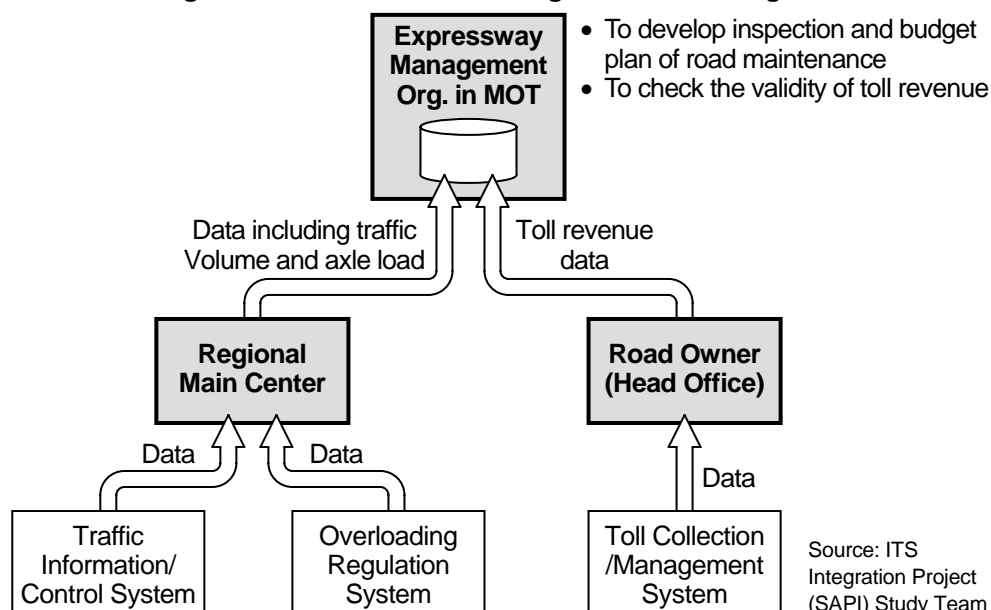 Expressway
Management
Org. in MOT
• To develop inspection and budget
plan of road maintenance
• To check the validity of toll revenue
Data including traffic
Volume and axle load
Toll revenue
data
Regional
Main Center
Road Owner
(Head Office)
Data
Data
Data
Traffic
Information/
Control System
Overloading
Regulation
System
Toll Collection
/Management
System
Source: ITS
Integration Project
(SAPI) Study Team